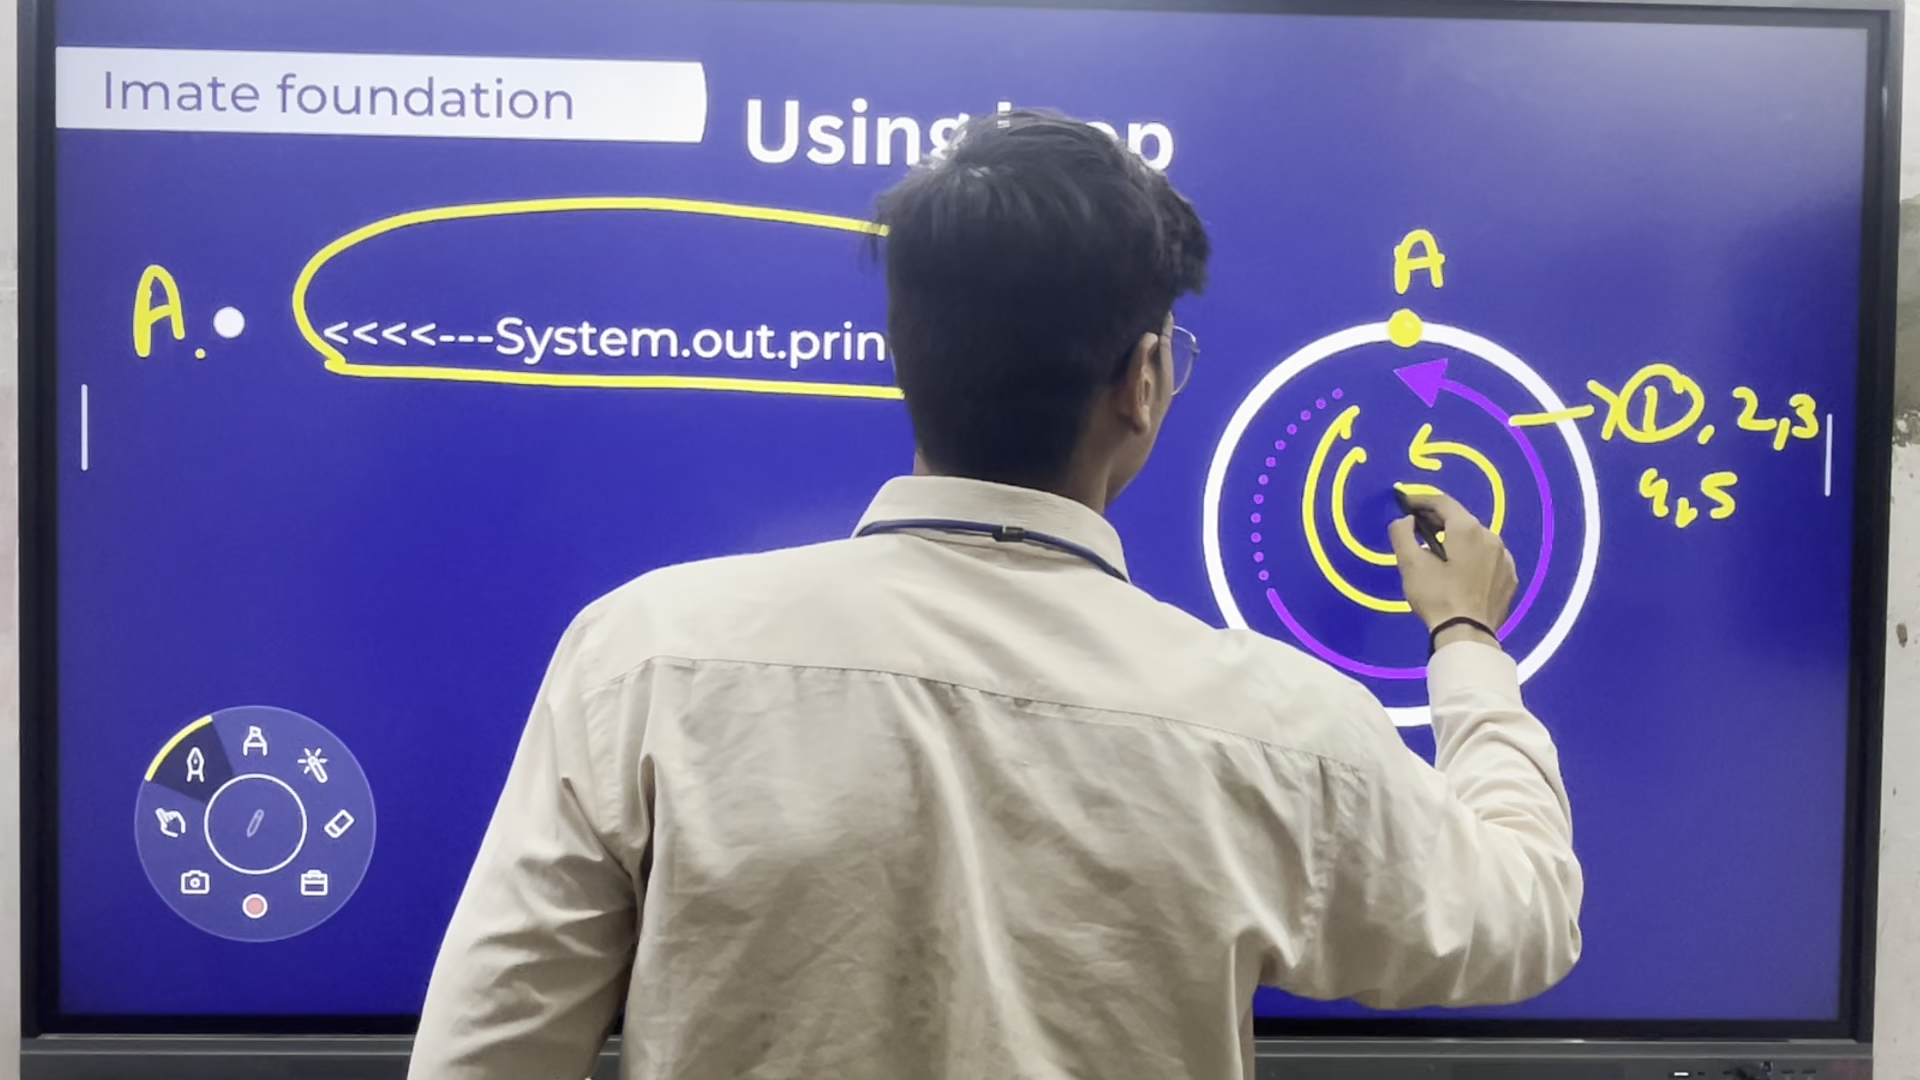 Imate foundation
Using
A
A.
<<<<---System.out.prin
1, 2,3
4,5